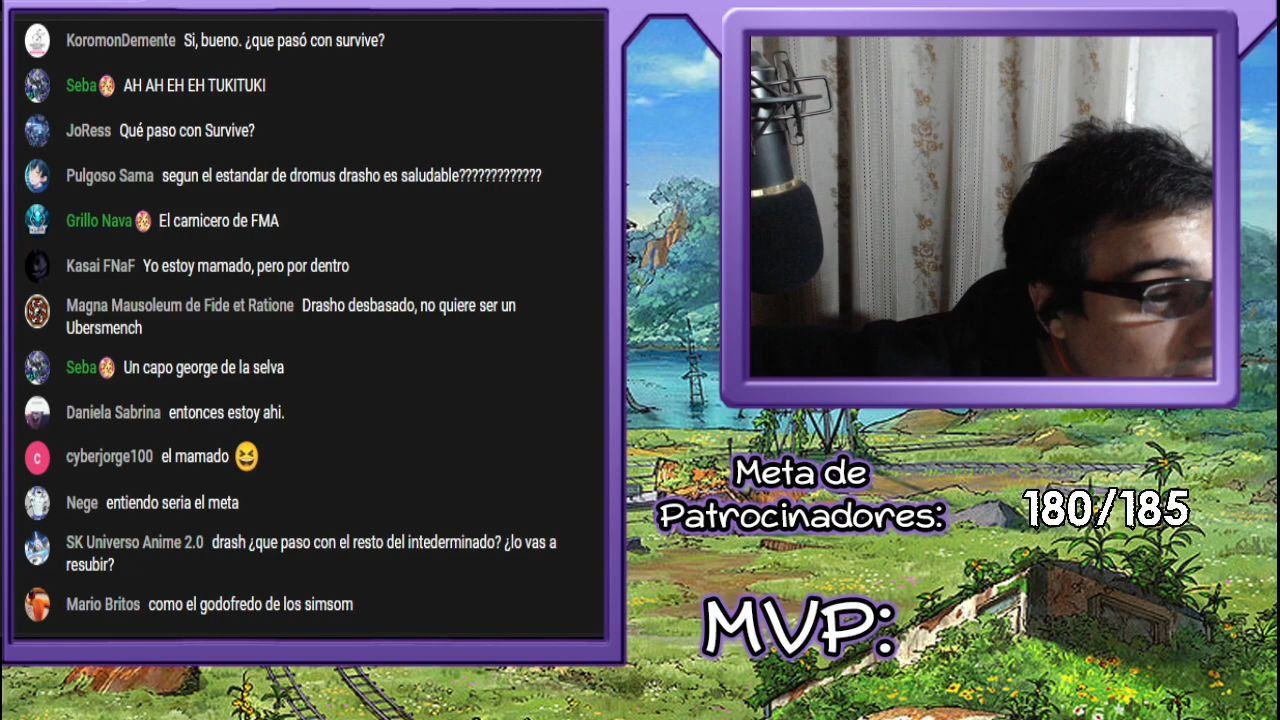 KoromonDemente Si, bueno. ¿que pasó con survive?
Seba AH AH EH EH TUKITUKI
JoRess Qué paso con Survive?
Pulgoso Sama segun el estandar de dromus drasho es saludable?????????????
Grillo Nava El carnicero de FMA
Kasai FNaF Yo estoy mamado, pero por dentro
Magna Mausoleum de Fide et Ratione Drasho desbasado, no quiere ser un
Ubersmench
Seba Un capo george de la selva
Daniela Sabrina entonces estoy ahi.
C cyberjorge100 el mamado
Nege entiendo seria el meta
SK Universo Anime 2.0 drash ¿que paso con el resto del intederminado? ¿lo vas a
resubir?
Mario Britos como el godofredo de los simsom
Meta de
Patrocinadores: 180/185
MVP: